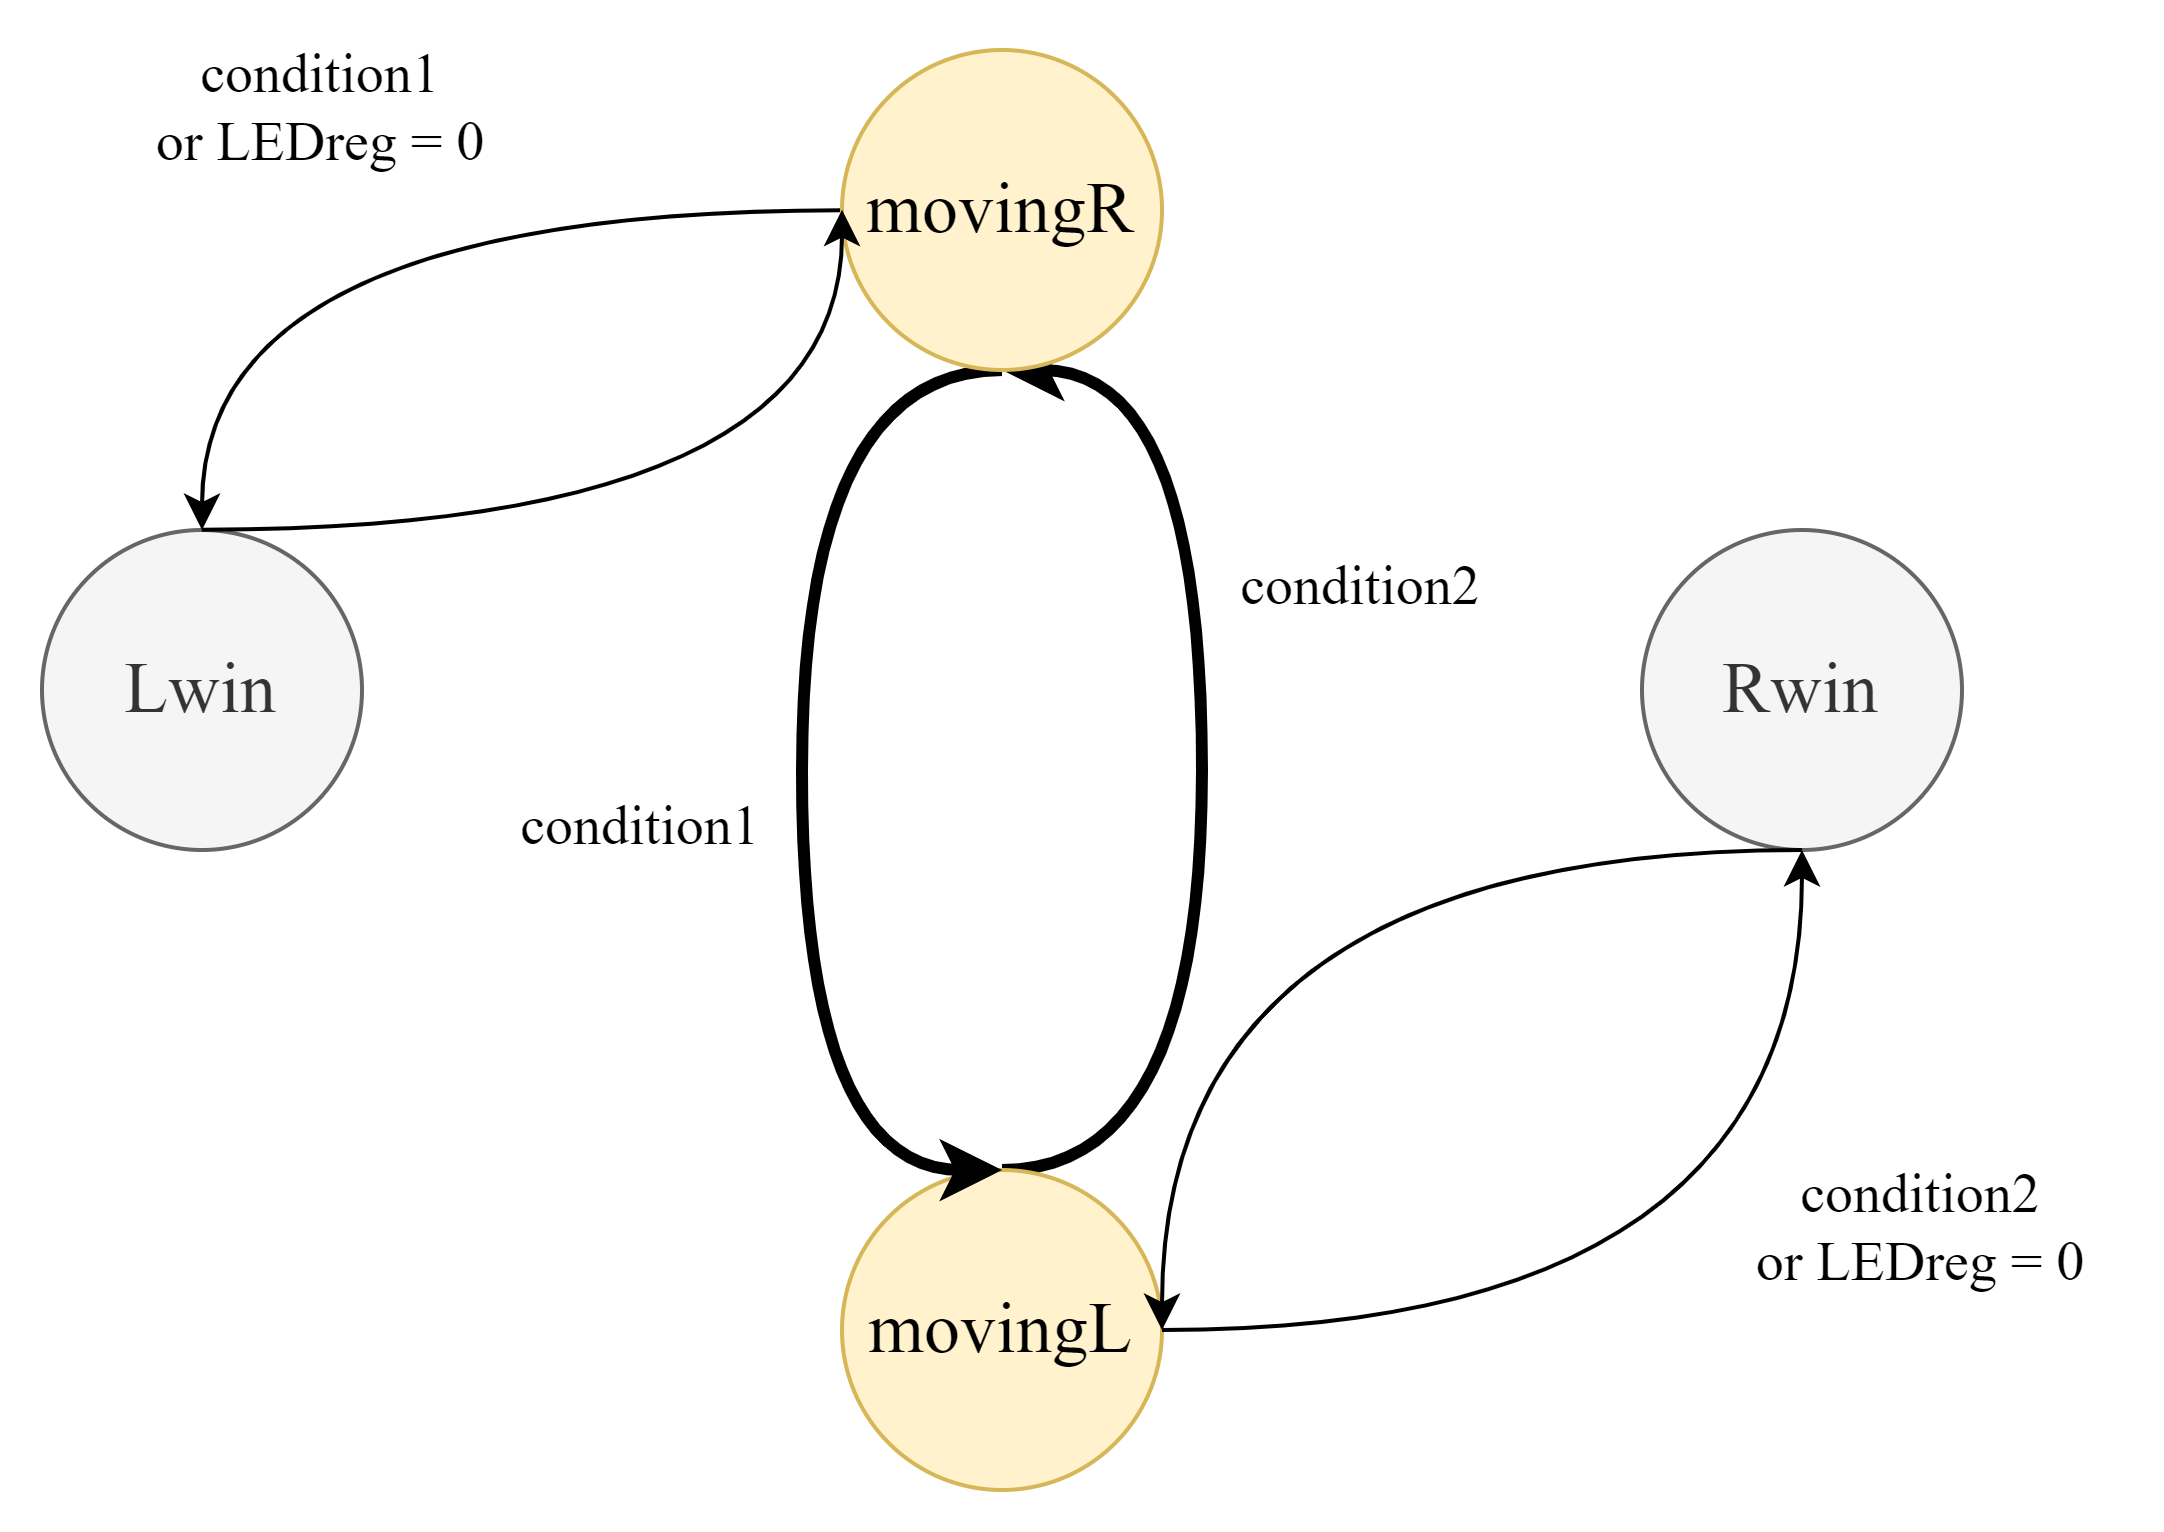 condition1
or LEDreg = 0
movingR
condition2
Lwin
Rwin
condition1
condition2
or LEDreg = 0
movingL